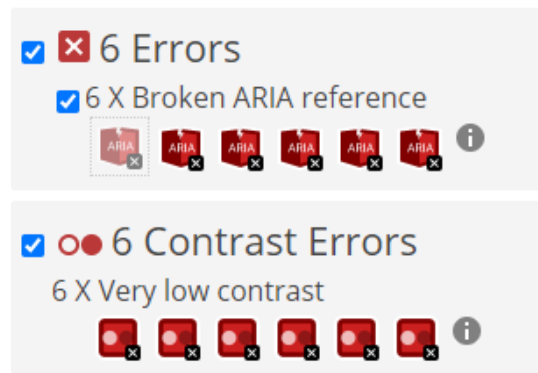 6 Errors
6 X Broken ARIA reference
ARIA ARIA ARIA ARIA ARIA ARIA
6 Contrast Errors
6 X Very low contrast